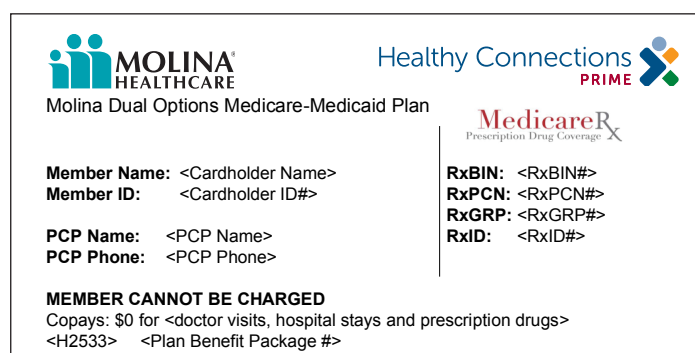 MOLINA®
HEALTHCARE
Healthy Connections
PRIME
Molina Dual Options Medicare-Medicaid Plan
MedicareRx
Prescription Drug Coverage
Member Name: <Cardholder Name>
Member ID: <Cardholder ID#>
PCP Name: <PCP Name>
PCP Phone: <PCP Phone>
RxBIN: <RxBIN#>
RxPCN: <RxPCN#>
RxGRP: <RxGRP#>
RxID: <RxID#>
MEMBER CANNOT BE CHARGED
Copays: $0 for <doctor visits, hospital stays and prescription drugs>
<H2533> <Plan Benefit Package #>